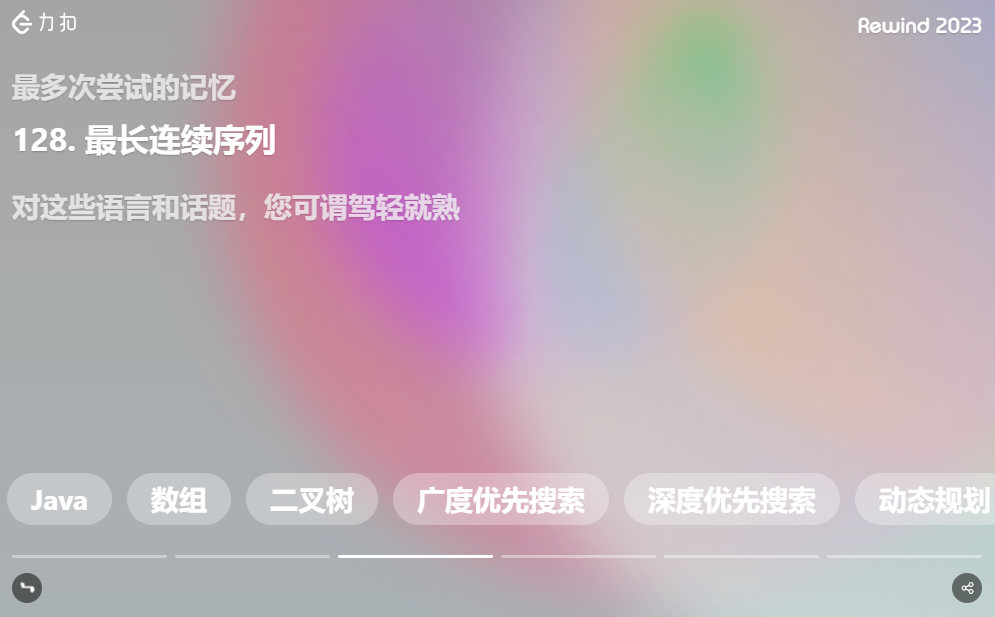 力扣
Rewind 2023
最多次尝试的记忆
128. 最长连续序列
对这些语言和话题，您可谓驾轻就熟
Java 数组 二叉树 广度优先搜索 深度优先搜索 动态规划